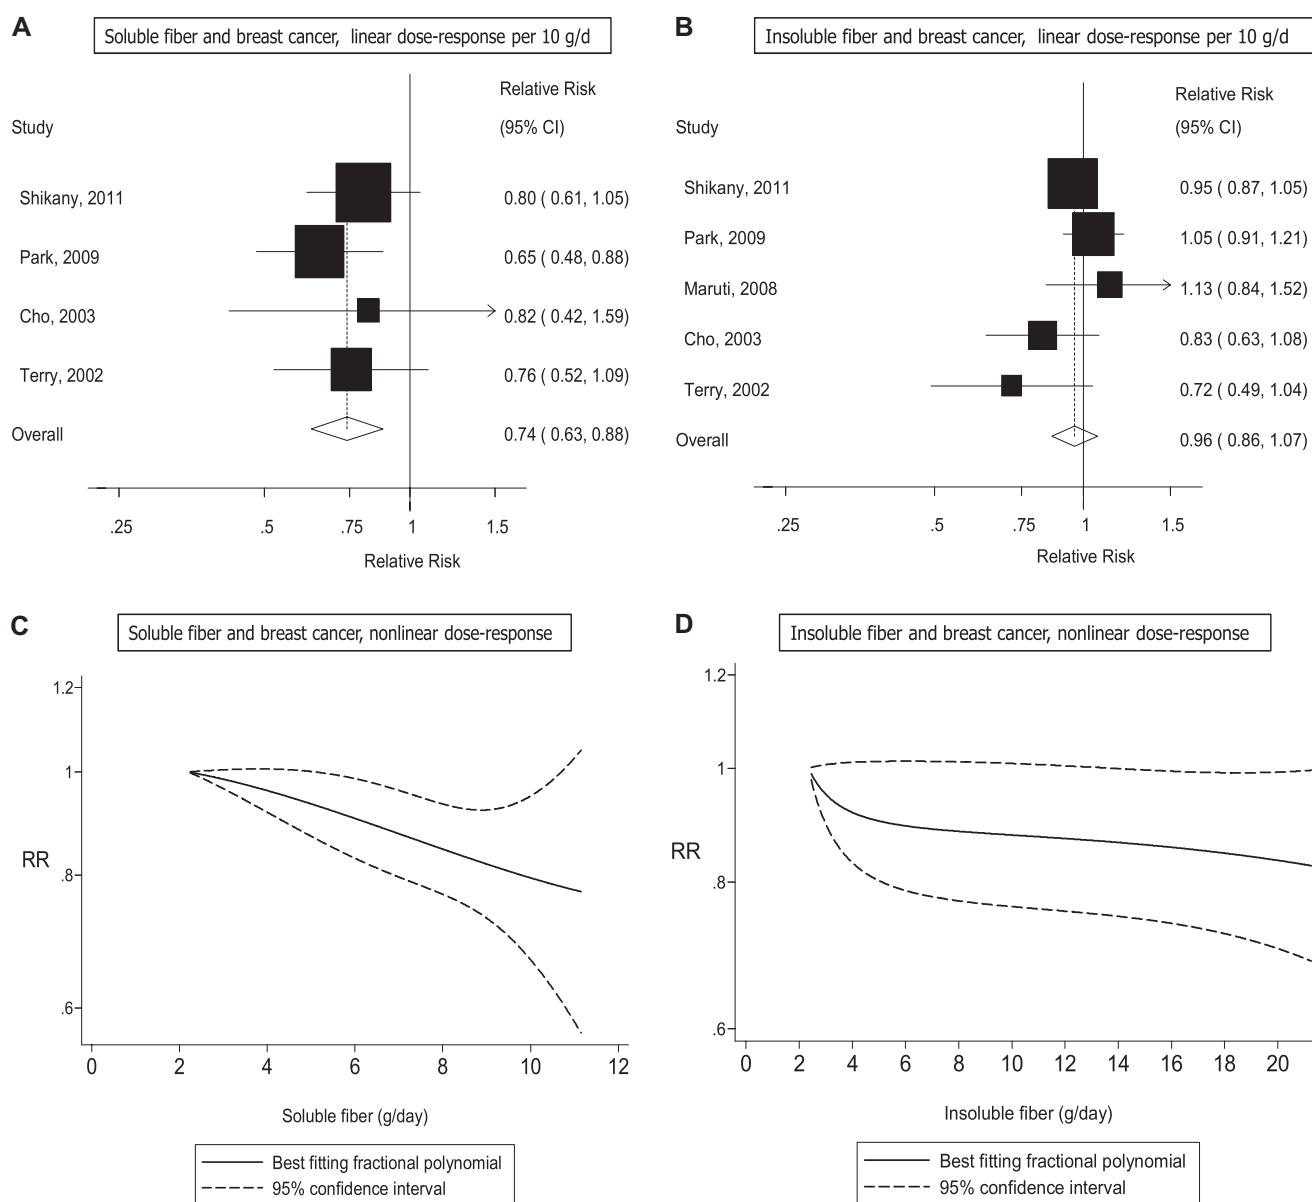 A
Soluble fiber and breast cancer, linear dose-response per 10 g/d
Relative Risk
Study
(95% CI)
Shikany, 2011
0.80 ( 0.61, 1.05)
Park, 2009
0.65 ( 0.48, 0.88)
Cho, 2003
0.82 ( 0.42, 1.59)
Terry, 2002
0.76 ( 0.52, 1.09)
Overall
0.74 ( 0.63, 0.88)
.25 .5 .75 1 1.5
Relative Risk
B
Insoluble fiber and breast cancer, linear dose-response per 10 g/d
Relative Risk
Study
(95% CI)
Shikany, 2011
0.95 ( 0.87, 1.05)
Park, 2009
1.05 ( 0.91, 1.21)
Maruti, 2008
1.13 ( 0.84, 1.52)
Cho, 2003
0.83 ( 0.63, 1.08)
Terry, 2002
0.72 ( 0.49, 1.04)
Overall
0.96 ( 0.86, 1.07)
.25 .5 .75 1 1.5
Relative Risk
C
Soluble fiber and breast cancer, nonlinear dose-response
1.2
1
RR
.8
.6
0 2 4 6 8 10 12
Soluble fiber (g/day)
Best fitting fractional polynomial
95% confidence interval
D
Insoluble fiber and breast cancer, nonlinear dose-response
1.2
1
RR
.8
.6
0 2 4 6 8 10 12 14 16 18 20
Insoluble fiber (g/day)
Best fitting fractional polynomial
95% confidence interval